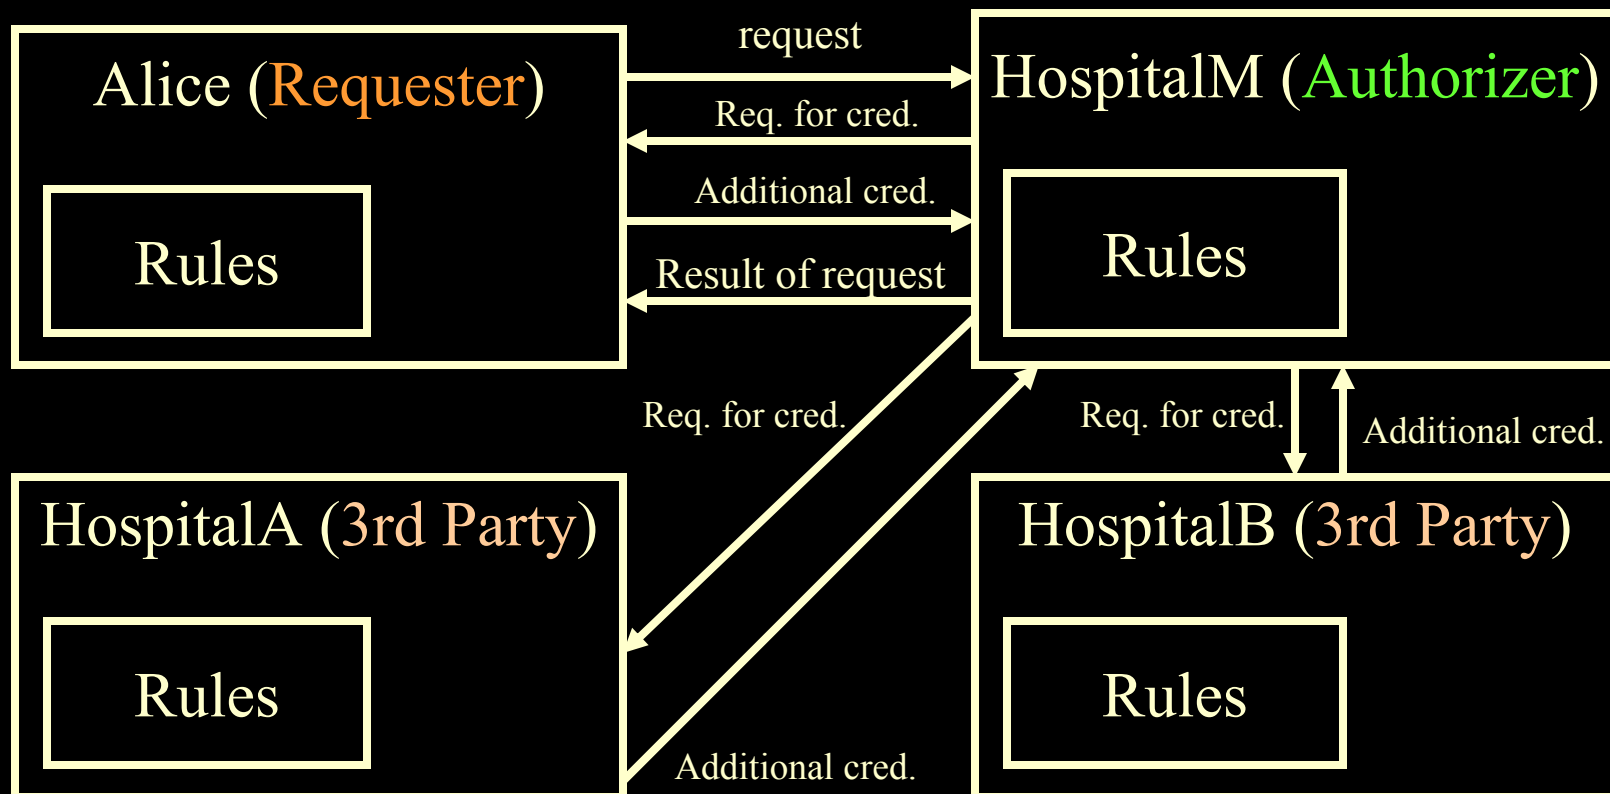 Alice (Requester)
Rules
request
Req. for cred.
Additional cred.
Result of request
HospitalM (Authorizer)
Rules
Req. for cred.
Req. for cred.
Additional cred.
HospitalA (3rd Party)
Rules
Additional cred.
HospitalB (3rd Party)
Rules